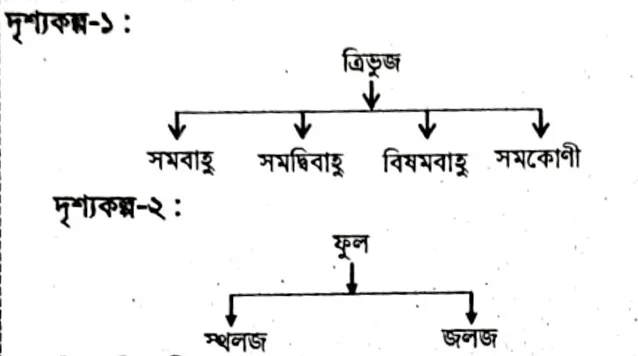 দৃশ্যকল্প-১ :
ত্রিভুজ
সমবাহু সমদ্বিবাহু বিষমবাহু সমকোণী
দৃশ্যকল্প-২ :
ফুল
স্থলজ জলজ